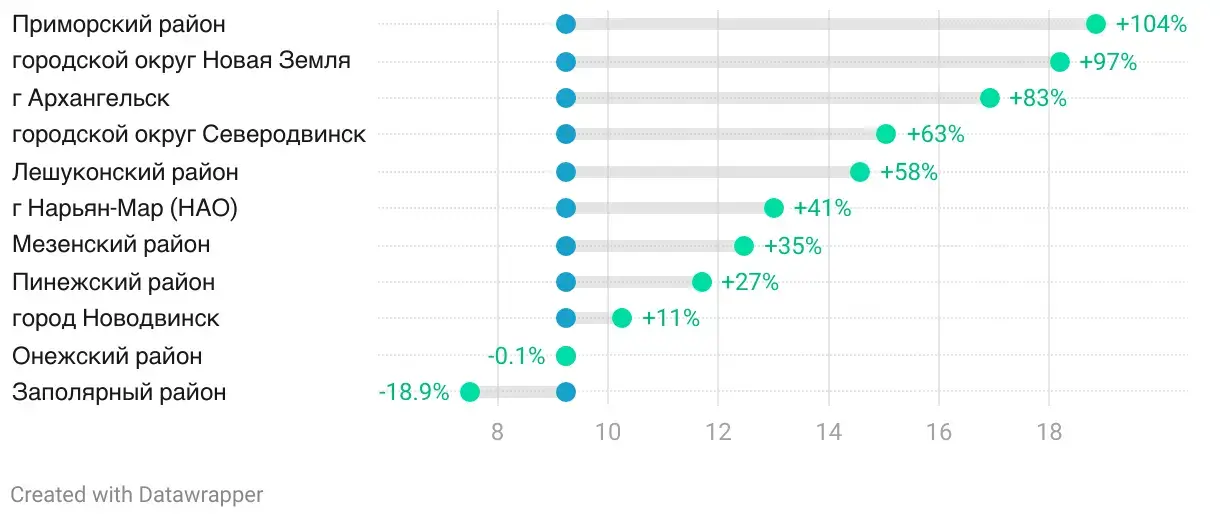 Приморский район +104%
городской округ Новая Земля +97%
г Архангельск +83%
городской округ Северодвинск +63%
Лешуконский район +58%
г Нарьян-Мар (НАО) +41%
Мезенский район +35%
Пинежский район +27%
город Новодвинск +11%
Онежский район -0.1%
Заполярный район -18.9%
8 10 12 14 16 18
Created with Datawrapper